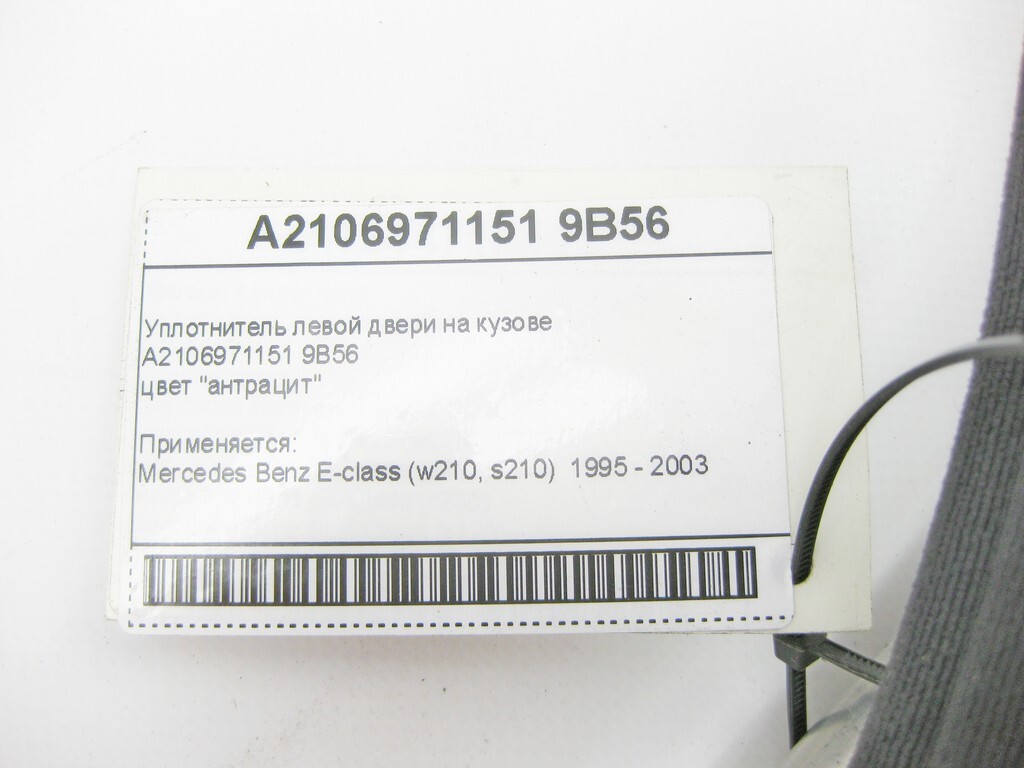 A2106971151 9B56
Уплотнитель левой двери на кузове
A2106971151 9B56
цвет "антрацит"
Применяется:
Mercedes Benz E-class (w210, s210) 1995 - 2003